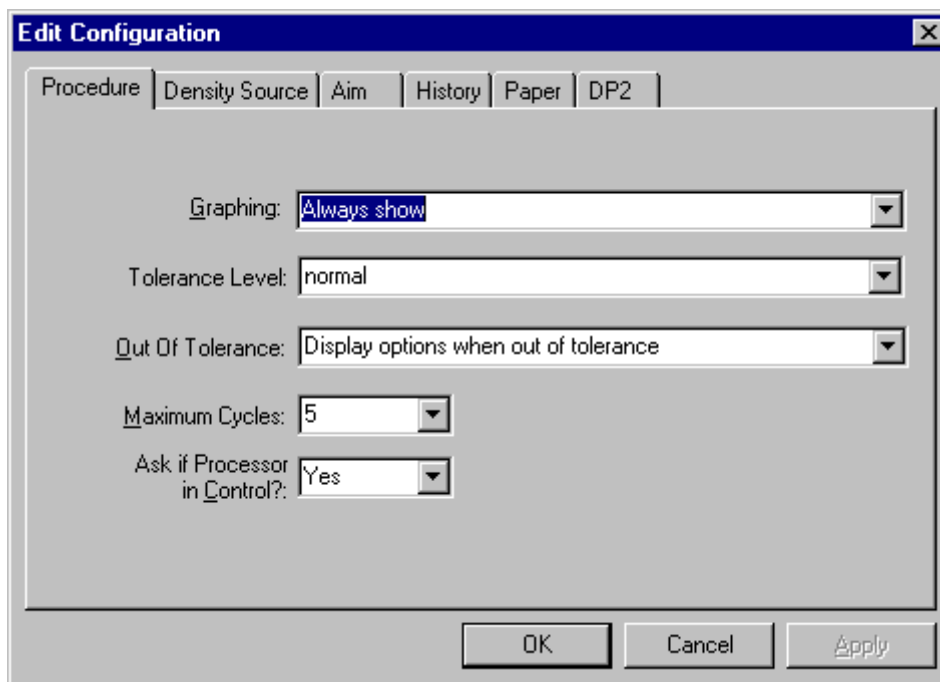 Edit Configuration
Procedure Density Source Aim History Paper DP2
Graphing: Always show
Tolerance Level: normal
Out Of Tolerance: Display options when out of tolerance
Maximum Cycles: 5
Ask if Processor
in Control?: Yes
OK Cancel Apply